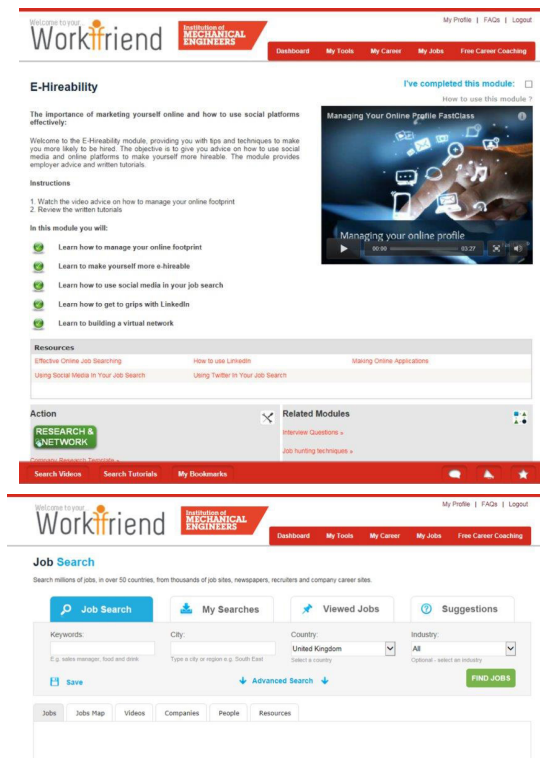 Welcome to your
Workffriend
Institution of
MECHANICAL
ENGINEERS
My Profile | FAQs | Logout
Dashboard My Tools My Career My Jobs Free Career Coaching
E-Hireability
I've completed this module:
How to use this module ?
The importance of marketing yourself online and how to use social platforms
effectively:
Welcome to the E-Hireability module, providing you with tips and techniques to make
you more likely to be hired. The objective is to give you advice on how to use social
media and online platforms to make yourself more hireable. The module provides
employer advice and written tutorials.
Instructions
1. Watch the video advice on how to manage your online footprint
2. Review the written tutorials
In this module you will:
Learn how to manage your online footprint
Learn to make yourself more e-hireable
Learn how to use social media in your job search
Learn how to get to grips with LinkedIn
Learn to building a virtual network
Managing Your Online Profile FastClass
Managing your online profile
00:00 03:27
Resources
Effective Online Job Searching How to use LinkedIn Making Online Applications
Using Social Media in Your Job Search Using Twitter in Your Job Search
Action
RESEARCH &
NETWORK
Company Research Template »
Related Modules
Interview Questions »
Job hunting techniques »
Search Videos Search Tutorials My Bookmarks
Welcome to your
Workffriend
Institution of
MECHANICAL
ENGINEERS
My Profile | FAQs | Logout
Dashboard My Tools My Career My Jobs Free Career Coaching
Job Search
Search millions of jobs, in over 50 countries, from thousands of job sites, newspapers, recruiters and company career sites.
Job Search My Searches Viewed Jobs Suggestions
Keywords: City: Country: Industry:
United Kingdom All
E.g. sales manager, food and drink Type a city or region e.g. South East Select a country Optional - select an industry
Save Advanced Search FIND JOBS
Jobs Jobs Map Videos Companies People Resources